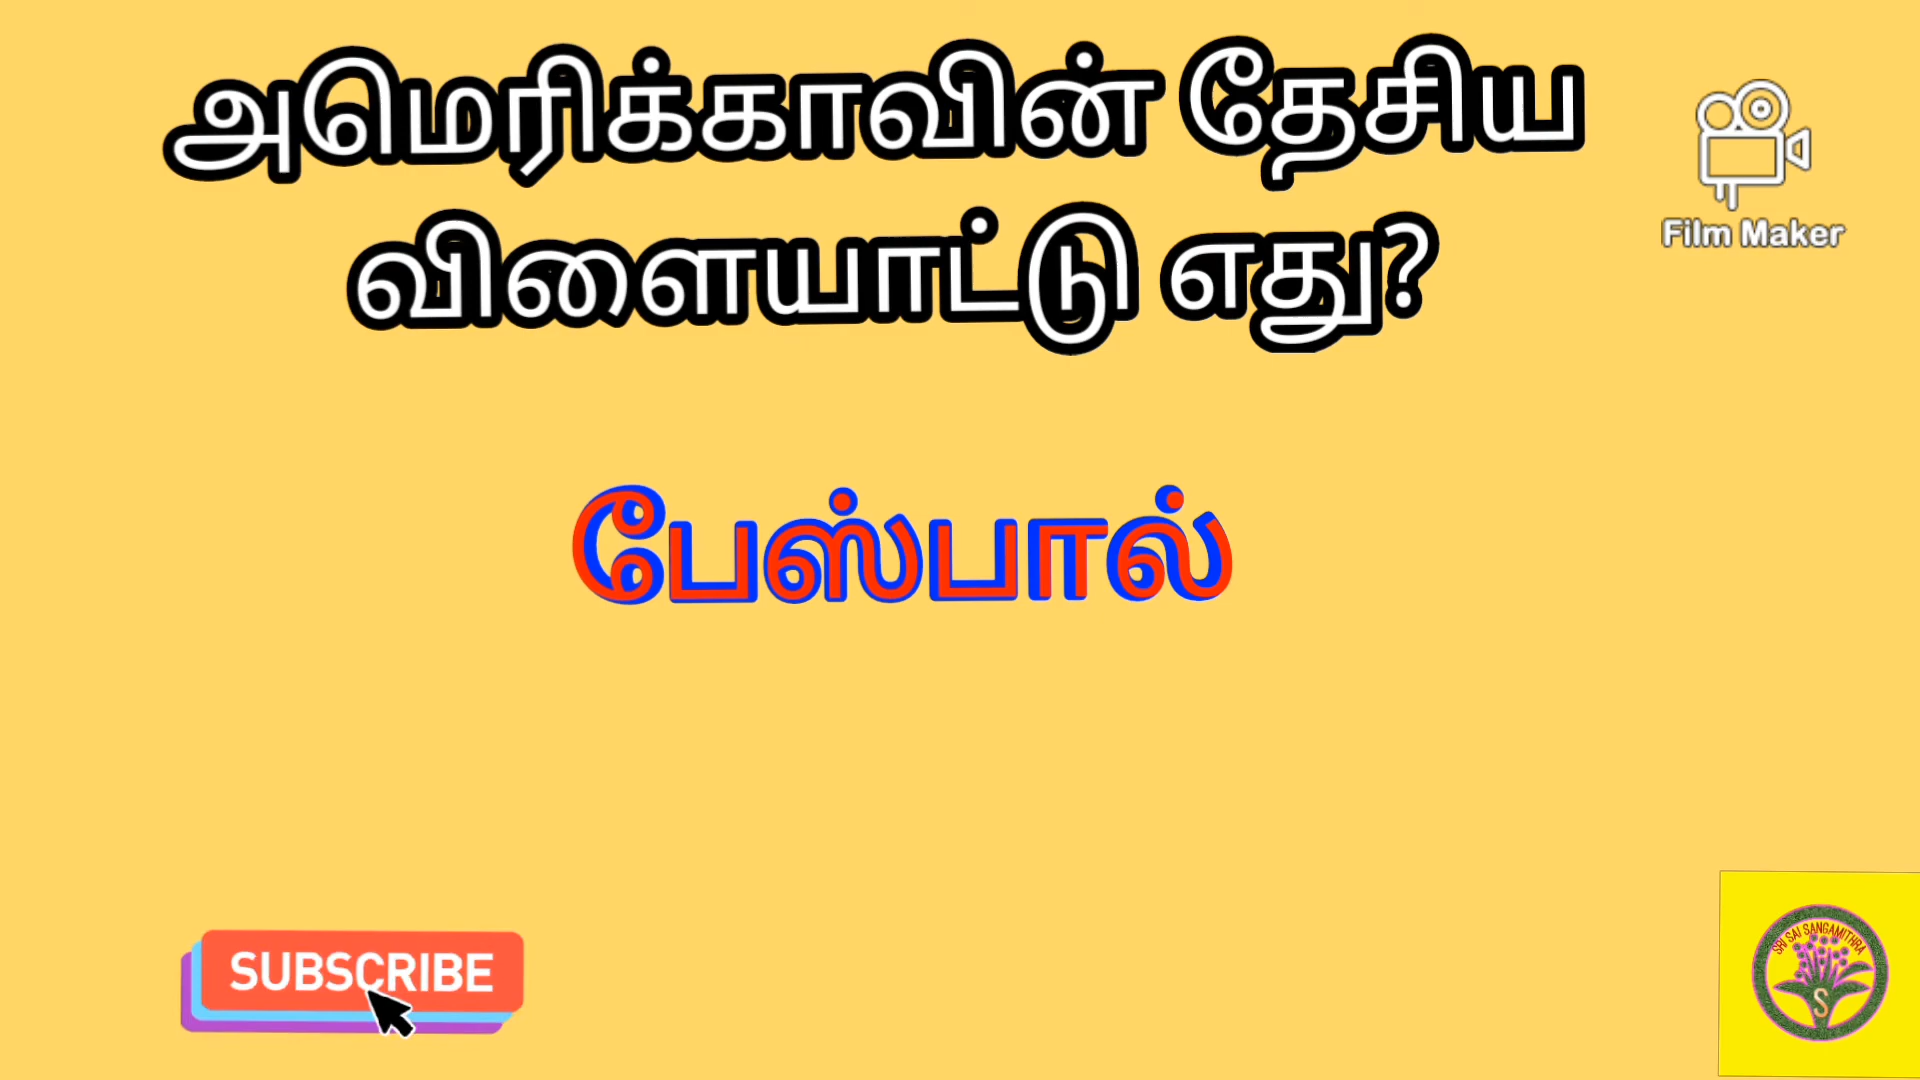 அமெரிக்காவின் தேசிய
விளையாட்டு எது?
Film Maker
பேஸ்பால்
SUBSCRIBE
SRI SAI SANGAMITHRA
S